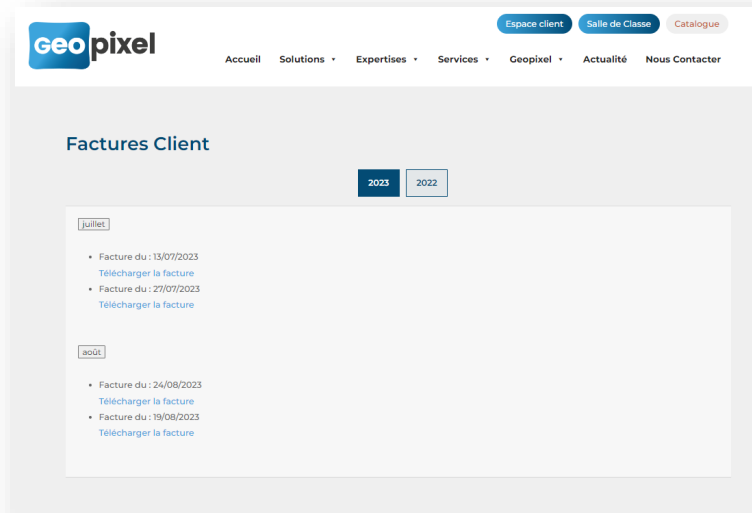 Espace client Salle de Classe Catalogue
Geopixel
Accueil Solutions Expertises Services Geopixel Actualité Nous Contacter
Factures Client
2023 2022
juillet
• Facture du : 13/07/2023
Télécharger la facture
• Facture du : 27/07/2023
Télécharger la facture
août
• Facture du : 24/08/2023
Télécharger la facture
• Facture du : 19/08/2023
Télécharger la facture